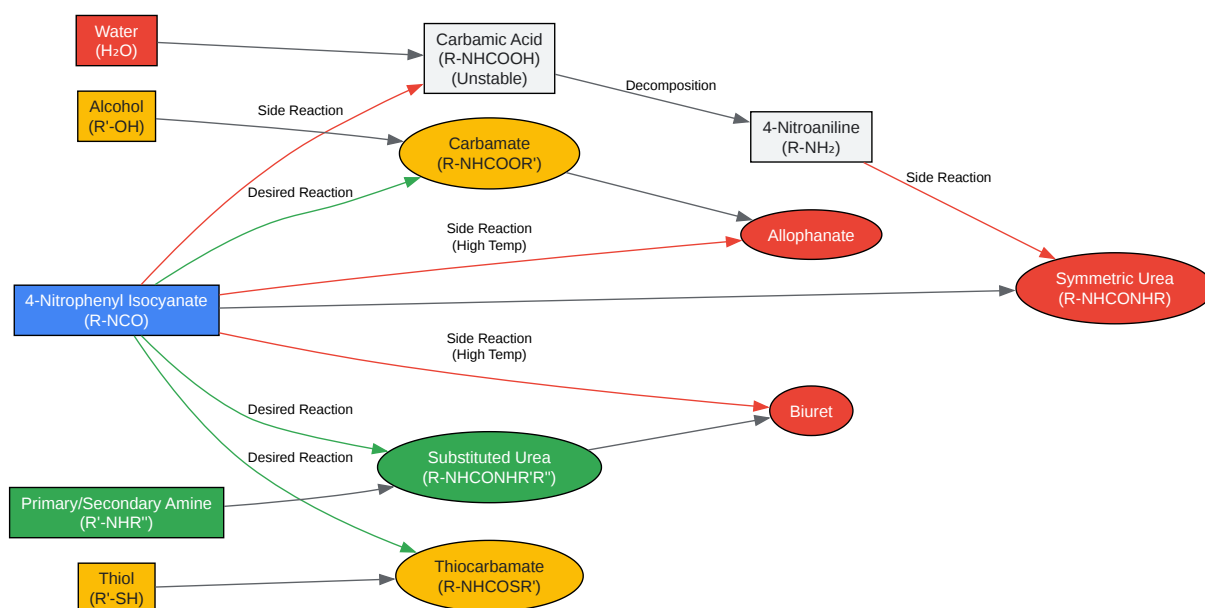 Water
(H₂O)
Carbamic Acid
(R-NHCOOH)
(Unstable)
Decomposition
Alcohol
(R'-OH)
Side Reaction
Carbamate
(R-NHCOOR')
4-Nitroaniline
(R-NH₂)
Side Reaction
Desired Reaction
Side Reaction
(High Temp)
Allophanate
4-Nitrophenyl Isocyanate
(R-NCO)
Symmetric Urea
(R-NHCONHR)
Side Reaction
(High Temp)
Biuret
Desired Reaction
Desired Reaction
Substituted Urea
(R-NHCONHR'R")
Primary/Secondary Amine
(R'-NHR")
Thiocarbamate
(R-NHCOSR')
Thiol
(R'-SH)